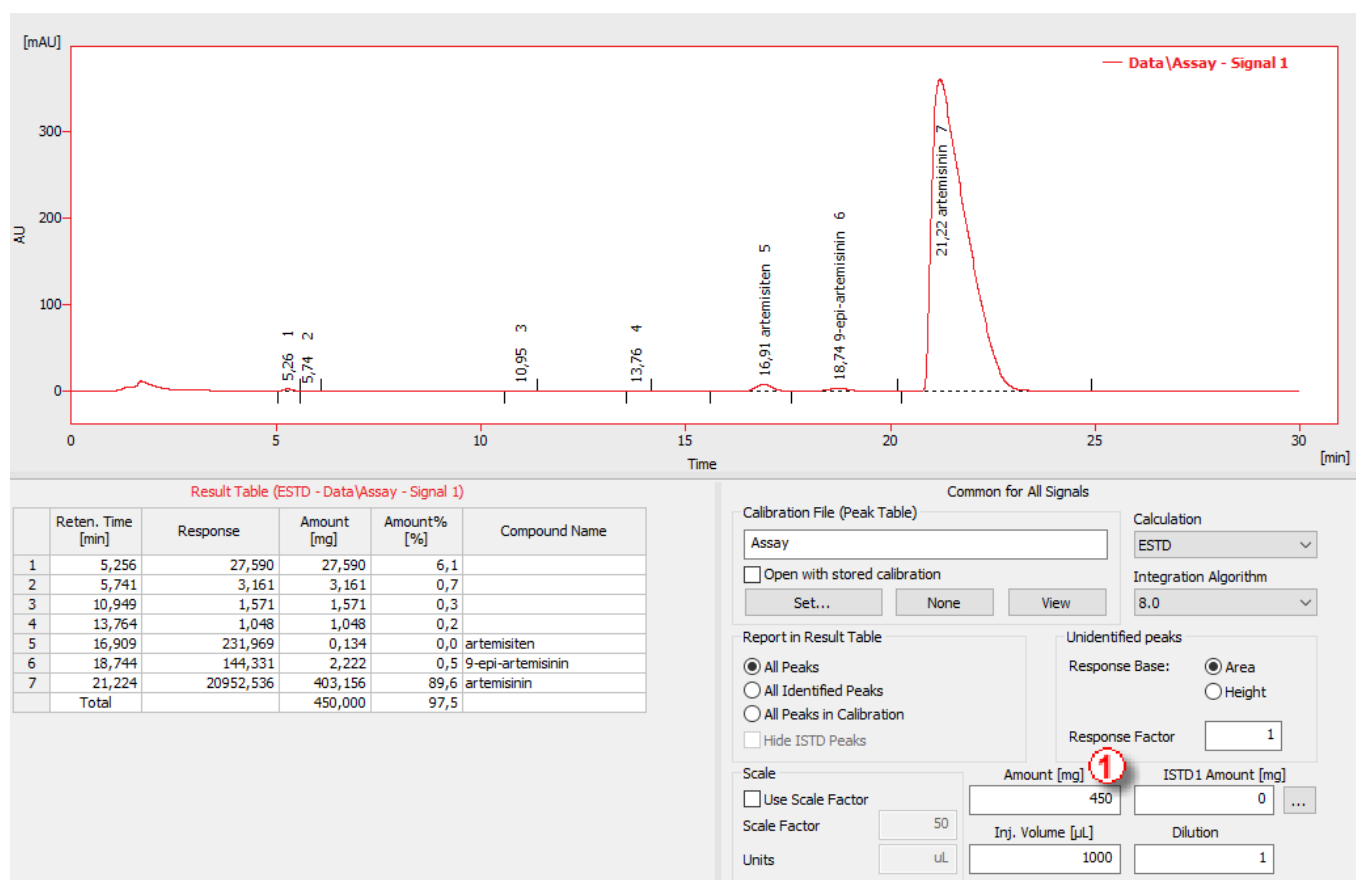 [mAU]
Data\Assay - Signal 1
300
200
100
0
AU
5,26 1
5,74 2
10,95 3
13,76 4
16,91 artemisiten 5
18,74 9-epi-artemisinin 6
21,22 artemisinin 7
0 5 10 15 20 25 30
Time [min]
Result Table (ESTD - Data\Assay - Signal 1)
Reten. Time [min] Response Amount [mg] Amount% [%] Compound Name
1 5,256 27,590 27,590 6,1
2 5,741 3,161 3,161 0,7
3 10,949 1,571 1,571 0,3
4 13,764 1,048 1,048 0,2
5 16,909 231,969 0,134 0,0 artemisiten
6 18,744 144,331 2,222 0,5 9-epi-artemisinin
7 21,224 20952,536 403,156 89,6 artemisinin
Total 450,000 97,5
Common for All Signals
Calibration File (Peak Table)
Assay
Open with stored calibration
Set... None View
Calculation
ESTD
Integration Algorithm
8.0
Report in Result Table
All Peaks
All Identified Peaks
All Peaks in Calibration
Hide ISTD Peaks
Unidentified peaks
Response Base: Area
Height
Response Factor 1
Scale
Use Scale Factor
Scale Factor 50
Units uL
Amount [mg] 1 ISTD1 Amount [mg]
450 0 ...
Inj. Volume [µL] Dilution
1000 1